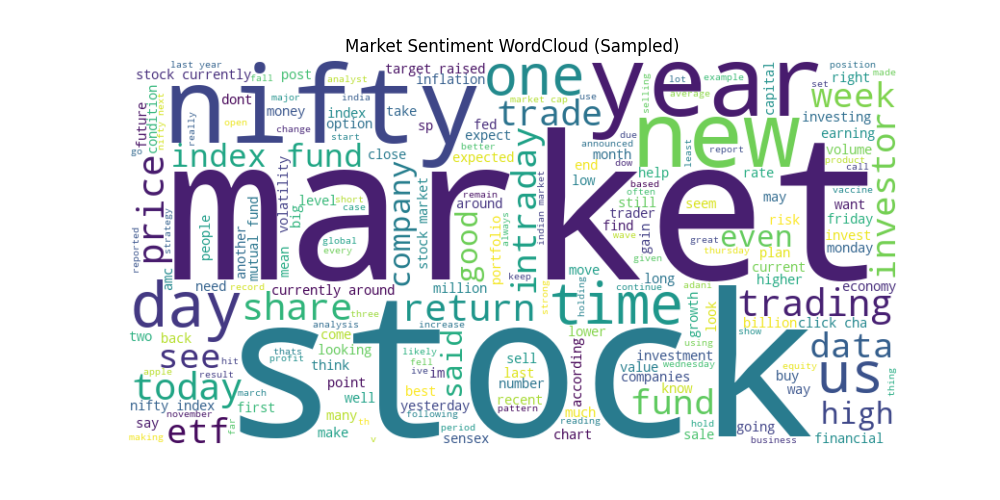 Market Sentiment WordCloud (Sampled)
last year
stock currently
fall
post
analyst
target raised
inflation
one
year
lot
example
position
set
made
right
nifty
future
condition
dont
major
india
index
money
option
take
market cap
use
trade
selling
average
capital
week
investing
go
nifty next
really
open
change
start
sp
fed
expect
announced
due
new
earning
index fund
close
better
expected
month
dow
least
report
volume
product
call
investor
price
market
volatility
level
short
big
case
company
stock market
remain
around
good
intraday
always
indian market
portfolio
end
low
help
still
trader
find
based
often
wave
gain
given
seem
rate
may
vaccine
want
risk
friday
invest
monday
great
even
thursday
plan
reported
strategy
amc
people
another
mutual fund
mean
global
every
need
record
currently around
million
keep
strong
move
holding
long
continue
adani
growth
look
current
higher
economy
day
share
three
return
time
trading
two
back
analysis
come
increase
lower
billion
click cha
using
show
see
hit
thats
profit
looking
think
likely
fell
ive
im
said
sell
last
number
recent
pattern
according
value
investment
companies
wednesday
know
data
equity
buy
way
us
thing
today
apple
result
march
stock
point
well
best
yesterday
following
much
reading
fund
hold
high
nifty index
first
november
say
etf
far
many
th
make
v
period
sensex
chart
sale
going
business
financial
making